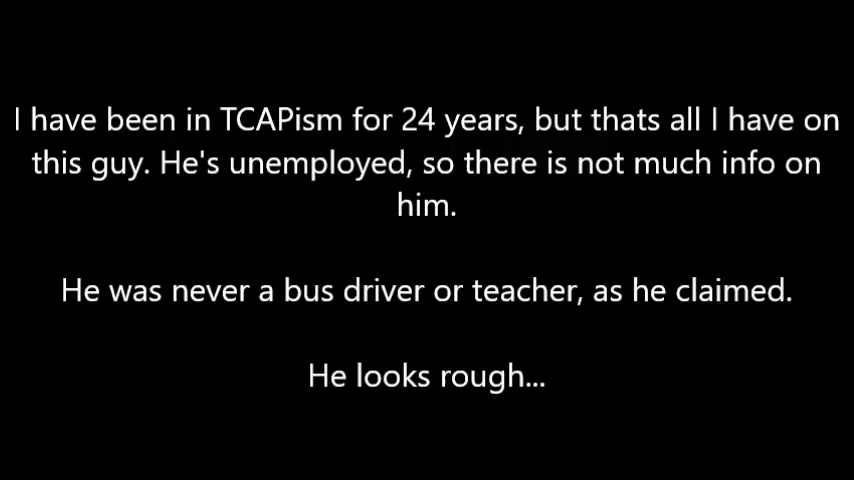 I have been in TCAPism for 24 years, but thats all I have on
this guy. He's unemployed, so there is not much info on
him.
He was never a bus driver or teacher, as he claimed.
He looks rough...